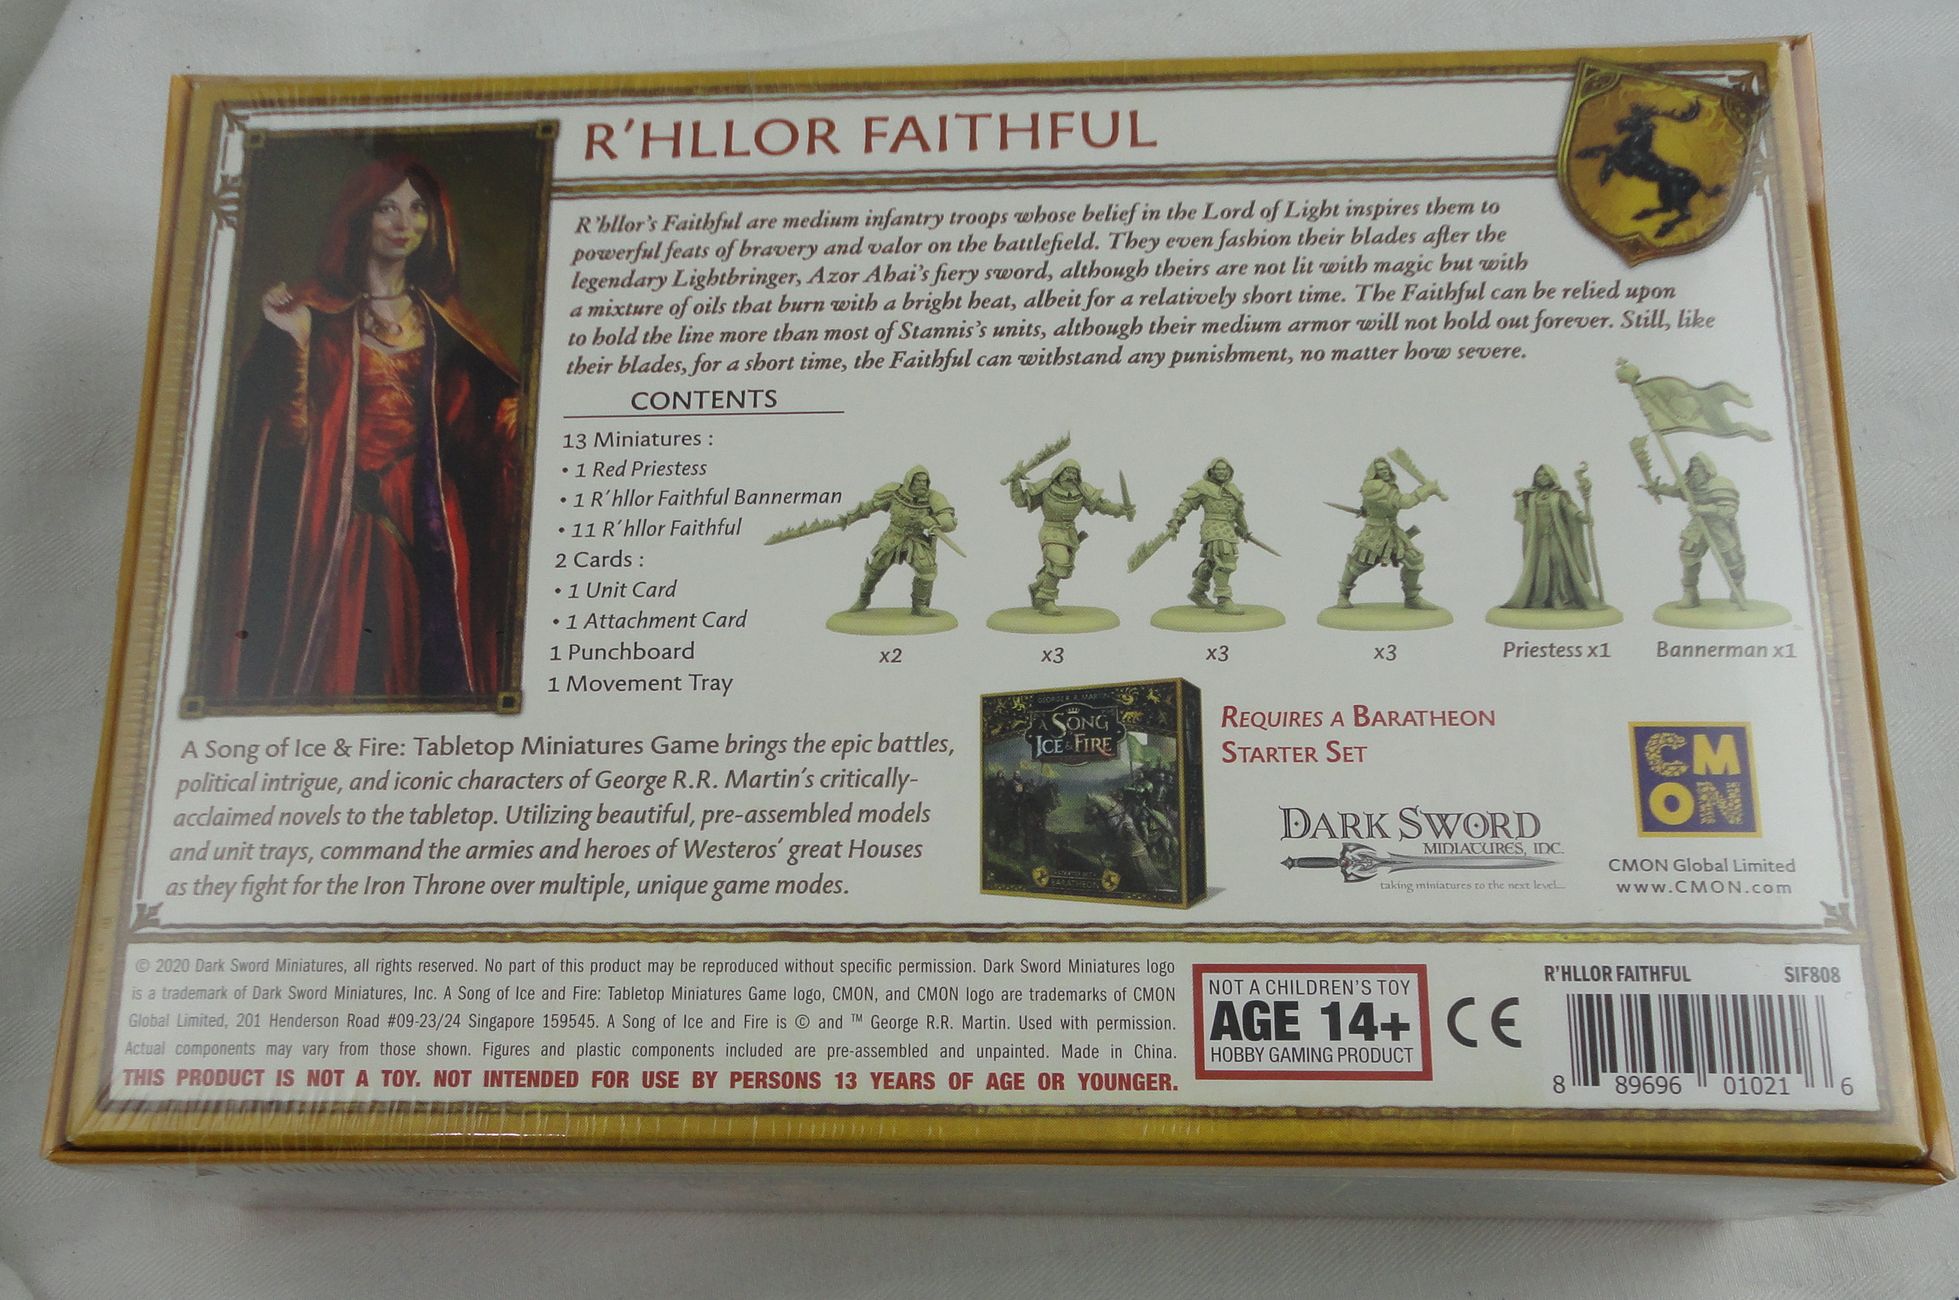 R'HLLOR FAITHFUL
R'hllor's Faithful are medium infantry troops whose belief in the Lord of Light inspires them to
powerful feats of bravery and valor on the battlefield. They even fashion their blades after the
legendary Lightbringer, Azor Ahai's fiery sword, although theirs are not lit with magic but with
a mixture of oils that burn with a bright heat, albeit for a relatively short time. The Faithful can be relied upon
to hold the line more than most of Stannis's units, although their medium armor will not hold out forever. Still, like
their blades, for a short time, the Faithful can withstand any punishment, no matter how severe.
CONTENTS
13 Miniatures :
• 1 Red Priestess
• 1 R'hllor Faithful Bannerman
• 11 R'hllor Faithful
2 Cards :
• 1 Unit Card
• 1 Attachment Card
1 Punchboard
1 Movement Tray
x2
x3
x3
x3
Priestess x1
Bannerman x1
A Song of Ice & Fire: Tabletop Miniatures Game brings the epic battles,
political intrigue, and iconic characters of George R.R. Martin's critically-
acclaimed novels to the tabletop. Utilizing beautiful, pre-assembled models
and unit trays, command the armies and heroes of Westeros' great Houses
as they fight for the Iron Throne over multiple, unique game modes.
GEORGE R.R. MARTIN
A SONG
ICE & FIRE
BARATHEON
REQUIRES A BARATHEON
STARTER SET
DARK SWORD
MINIATURES, INC.
taking miniatures to the next level...
CMON
CMON Global Limited
www.CMON.com
© 2020 Dark Sword Miniatures, all rights reserved. No part of this product may be reproduced without specific permission. Dark Sword Miniatures logo
is a trademark of Dark Sword Miniatures, Inc. A Song of Ice and Fire: Tabletop Miniatures Game logo, CMON, and CMON logo are trademarks of CMON
Global Limited, 201 Henderson Road #09-23/24 Singapore 159545. A Song of Ice and Fire is © and ™ George R.R. Martin. Used with permission.
Actual components may vary from those shown. Figures and plastic components included are pre-assembled and unpainted. Made in China.
THIS PRODUCT IS NOT A TOY. NOT INTENDED FOR USE BY PERSONS 13 YEARS OF AGE OR YOUNGER.
NOT A CHILDREN'S TOY
AGE 14+
HOBBY GAMING PRODUCT
CE
R'HLLOR FAITHFUL SIF808
8 89696 01021 6